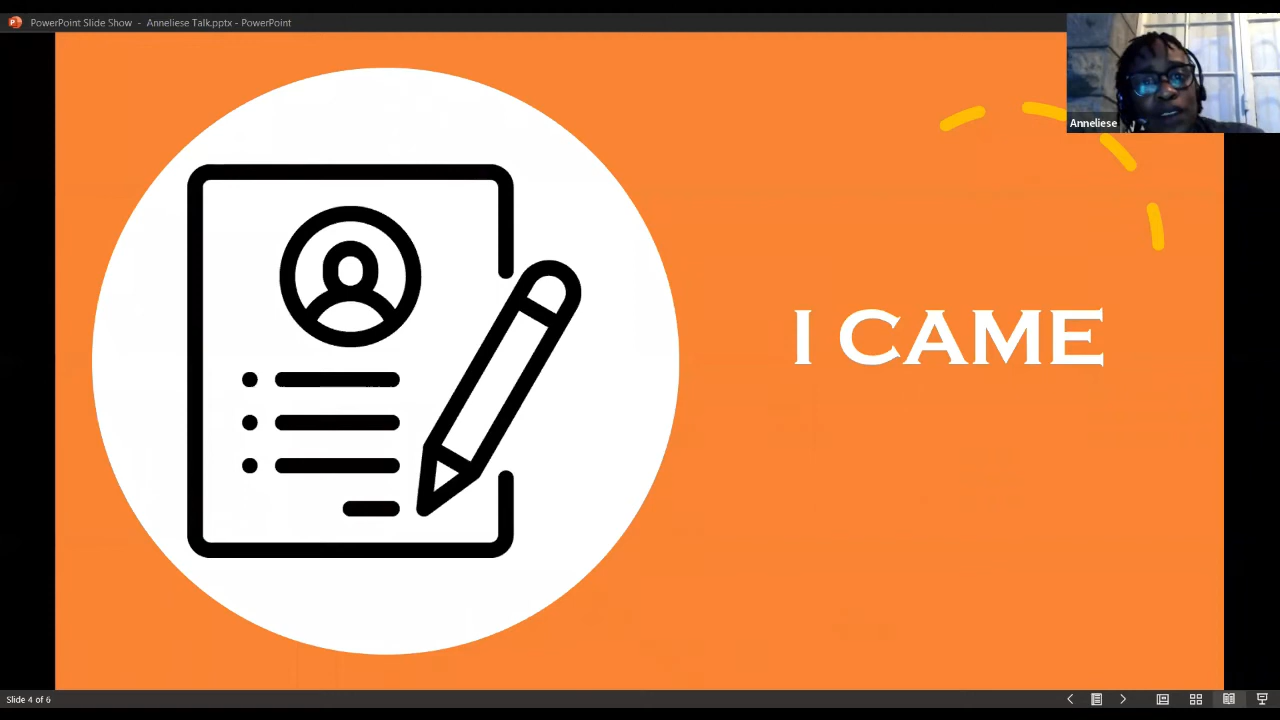 PowerPoint Slide Show - Anneliese Talk.pptx - PowerPoint
Anneliese
I CAME
Slide 4 of 6